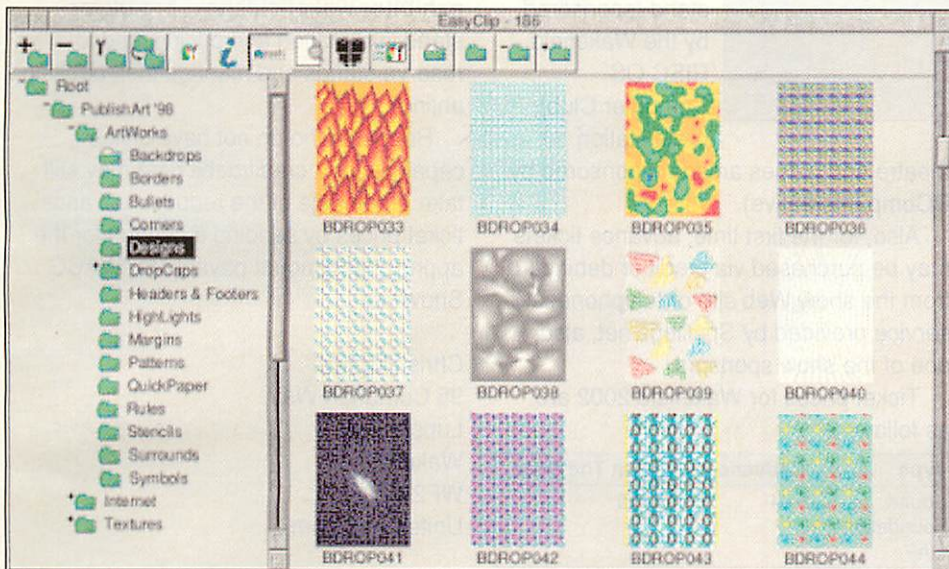 EasyClip - 186
Root
PublishArt '98
ArtWorks
Backdrops
Borders
Bullets
Corners
Designs
DropCaps
Headers & Footers
HighLights
Margins
Patterns
QuickPaper
Rules
Stencils
Surrounds
Symbols
Internet
Textures
BDROP033
BDROP034
BDROP035
BDROP036
BDROP037
BDROP038
BDROP039
BDROP040
BDROP041
BDROP042
BDROP043
BDROP044